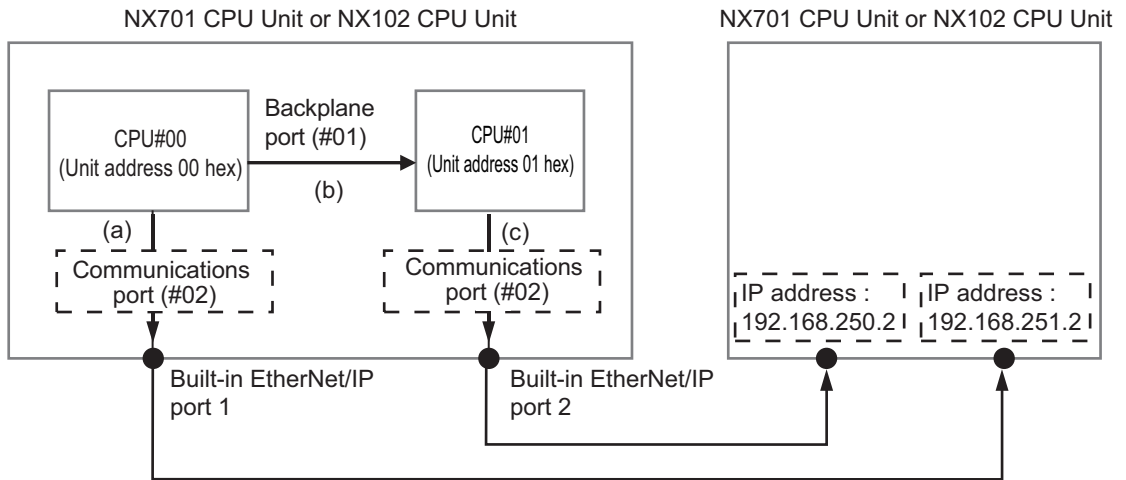 NX701 CPU Unit or NX102 CPU Unit
NX701 CPU Unit or NX102 CPU Unit
CPU#00
(Unit address 00 hex)
Backplane
port (#01)
(b)
CPU#01
(Unit address 01 hex)
(a)
(c)
Communications
port (#02)
Communications
port (#02)
IP address :
192.168.250.2
IP address :
192.168.251.2
Built-in EtherNet/IP
port 1
Built-in EtherNet/IP
port 2